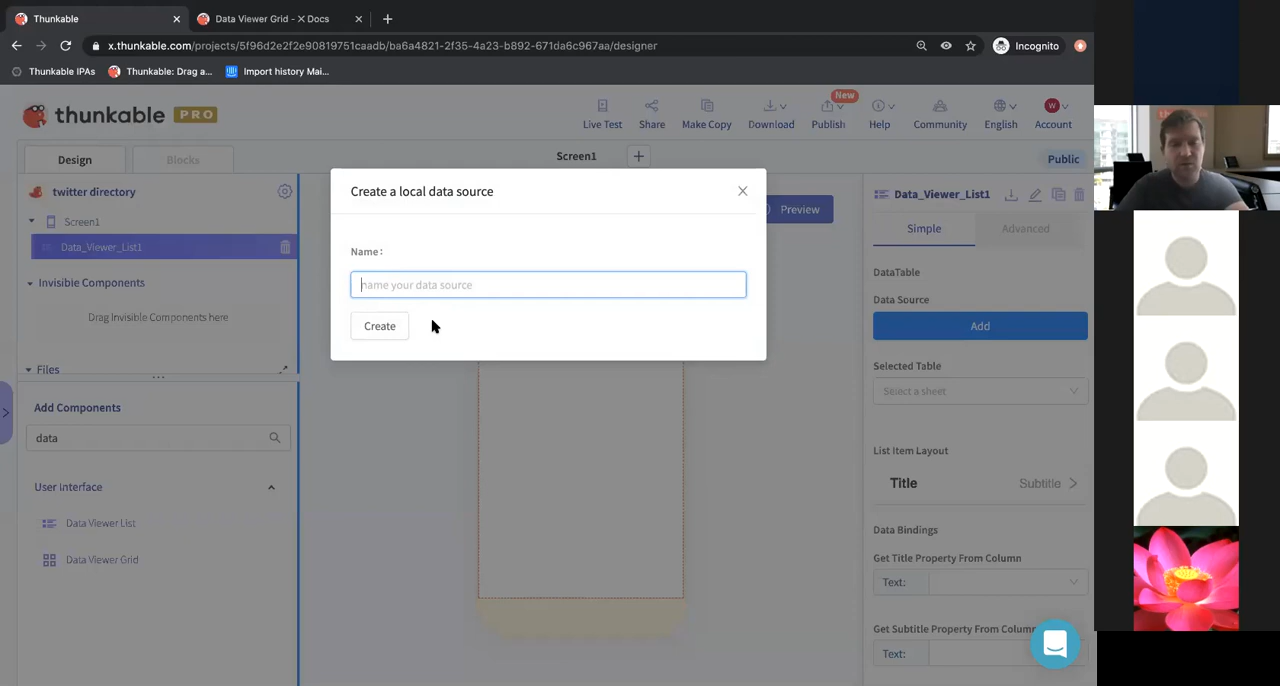 Thunkable
Data Viewer Grid - X Docs
x.thunkable.com/projects/5f96d2e2f2e90819751caadb/ba6a4821-2f35-4a23-b892-671da6c967aa/designer
Incognito
Thunkable IPAs
Thunkable: Drag a...
Import history Mai...
thunkable PRO
Live Test
Share
Make Copy
Download
New
Publish
Help
Community
English
W
Account
Design
Blocks
Screen1
Public
twitter directory
Screen1
Data_Viewer_List1
Invisible Components
Drag Invisible Components here
Files
Add Components
data
User Interface
Data Viewer List
Data Viewer Grid
Create a local data source
Name:
name your data source
Create
Preview
Data_Viewer_List1
Simple
Advanced
DataTable
Data Source
Add
Selected Table
Select a sheet
List Item Layout
Title
Subtitle
Data Bindings
Get Title Property From Column
Text:
Get Subtitle Property From Column
Text: